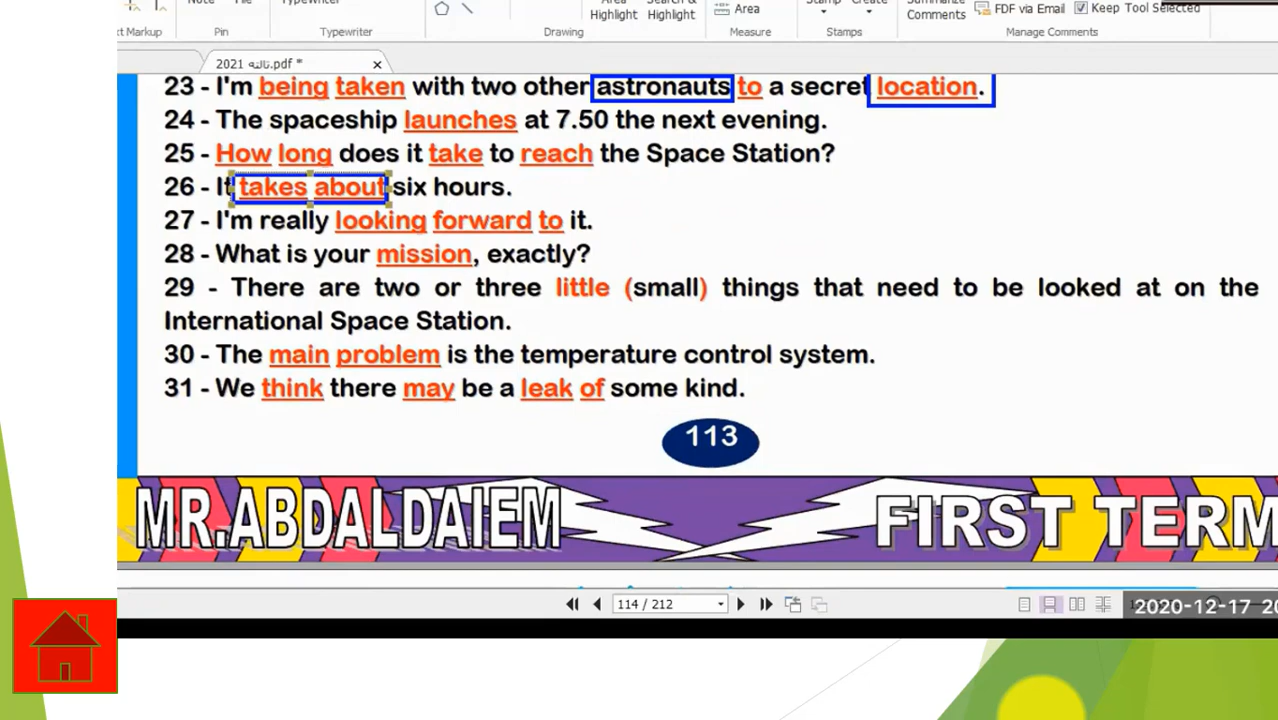 Note
Typewriter
Area
Highlight
Search &
Highlight
Area
Stamp
Create
Summarize
Comments
FDF via Email
Keep Tool Selected
Text Markup
Pin
Typewriter
Drawing
Measure
Stamps
Manage Comments
2021 ثالثه.pdf *
23 - I'm being taken with two other astronauts to a secret location.
24 - The spaceship launches at 7.50 the next evening.
25 - How long does it take to reach the Space Station?
26 - It takes about six hours.
27 - I'm really looking forward to it.
28 - What is your mission, exactly?
29 - There are two or three little (small) things that need to be looked at on the
International Space Station.
30 - The main problem is the temperature control system.
31 - We think there may be a leak of some kind.
113
MR.ABDALDAIEM FIRST TERM
114 / 212
2020-12-17